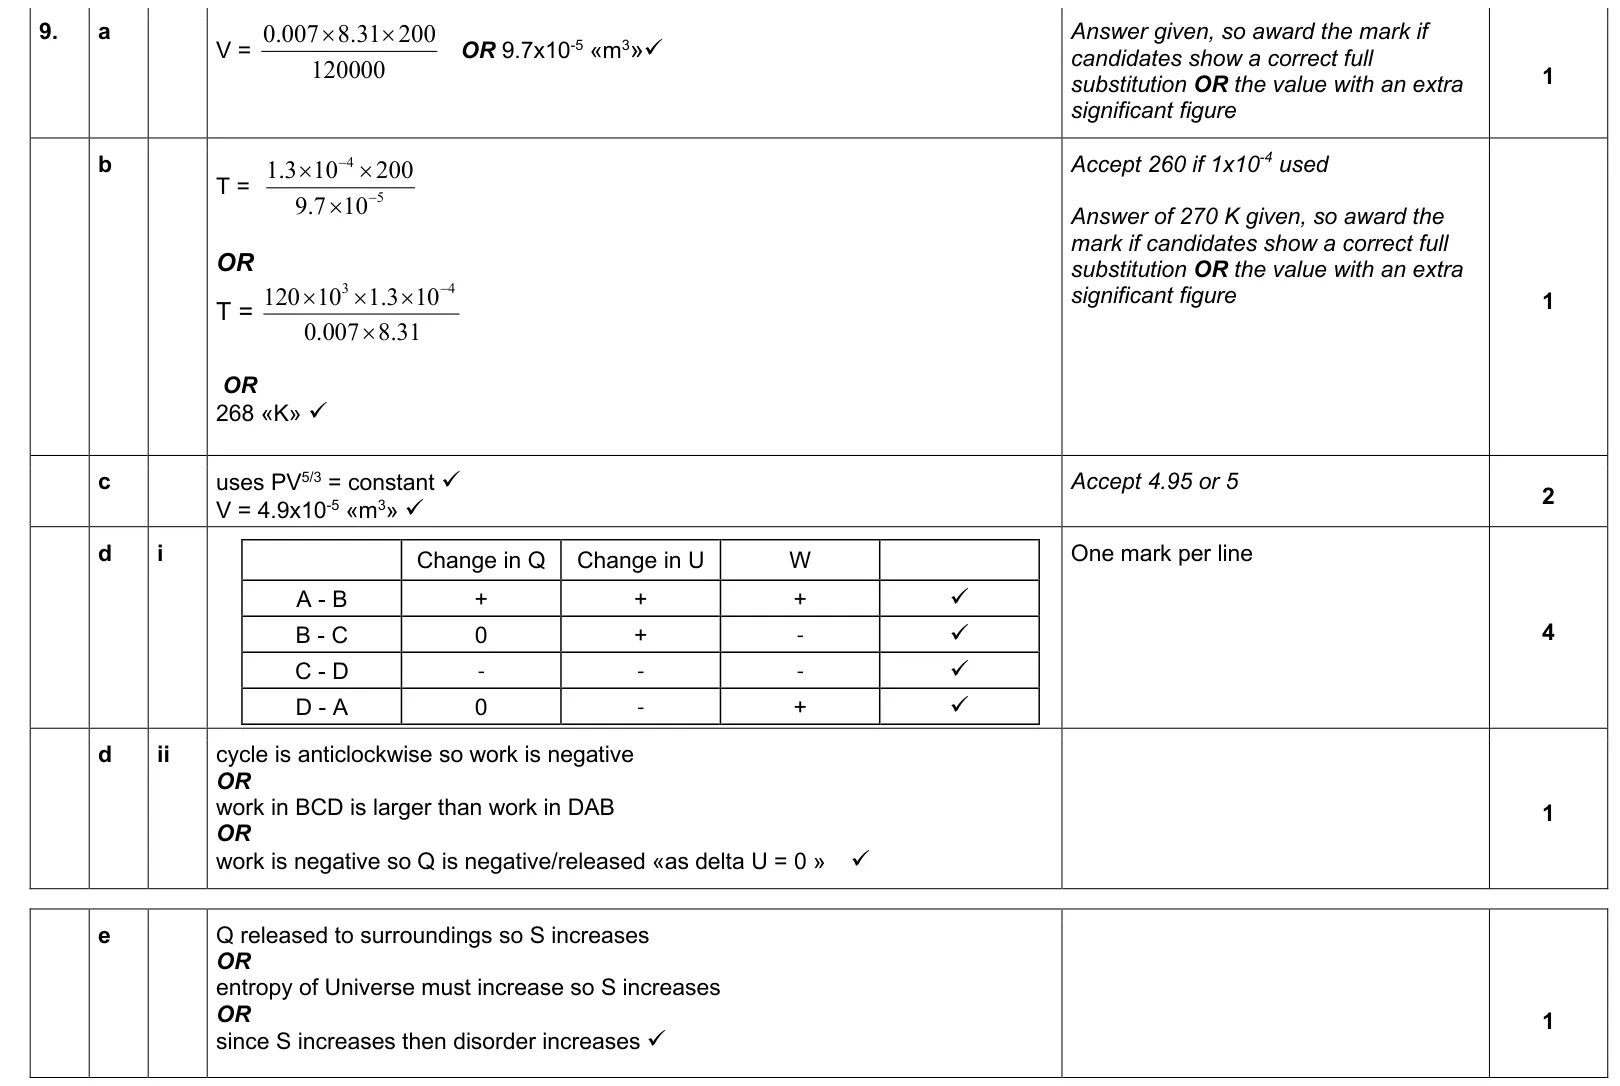 9. a
V = 0.007×8.31×200 / 120000 OR 9.7x10⁻⁵ «m³»✓
Answer given, so award the mark if
candidates show a correct full
substitution OR the value with an extra
significant figure
1
b
T = 1.3×10⁻⁴×200 / 9.7×10⁻⁵
OR
T = 120×10³×1.3×10⁻⁴ / 0.007×8.31
OR
268 «K» ✓
Accept 260 if 1x10⁻⁴ used
Answer of 270 K given, so award the
mark if candidates show a correct full
substitution OR the value with an extra
significant figure
1
c
uses PV⁵ᐟ³ = constant ✓
V = 4.9x10⁻⁵ «m³» ✓
Accept 4.95 or 5
2
d i
Change in Q Change in U W
A - B + + + ✓
B - C 0 + - ✓
C - D - - - ✓
D - A 0 - + ✓
One mark per line
4
d ii
cycle is anticlockwise so work is negative
OR
work in BCD is larger than work in DAB
OR
work is negative so Q is negative/released «as delta U = 0 » ✓
1
e
Q released to surroundings so S increases
OR
entropy of Universe must increase so S increases
OR
since S increases then disorder increases ✓
1